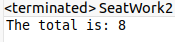 <terminated> SeatWork2
The total is: 8